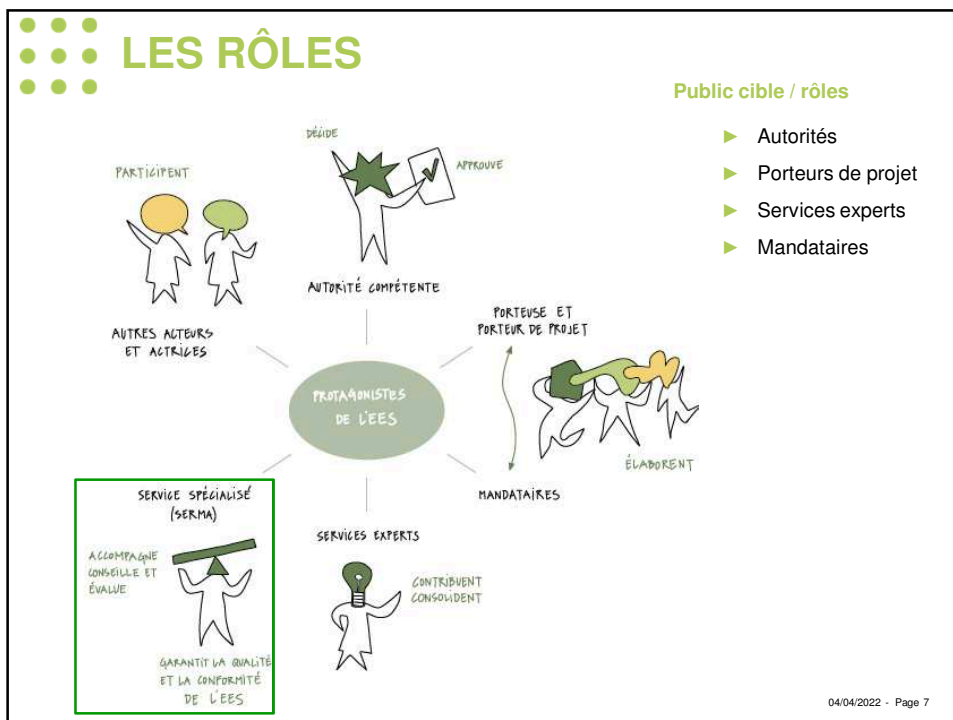 LES RÔLES
Public cible / rôles
► Autorités
► Porteurs de projet
► Services experts
► Mandataires
DÉCIDE
APPROUVE
PARTICIPENT
AUTORITÉ COMPÉTENTE
AUTRES ACTEURS
ET ACTRICES
PORTEUSE ET
PORTEUR DE PROJET
PROTAGONISTES
DE L'EES
ÉLABORENT
MANDATAIRES
SERVICE SPÉCIALISÉ
(SERMA)
ACCOMPAGNE
CONSEILLE ET
ÉVALUE
GARANTIT LA QUALITÉ
ET LA CONFORMITÉ
DE L'EES
SERVICES EXPERTS
CONTRIBUENT
CONSOLIDENT
04/04/2022 - Page 7